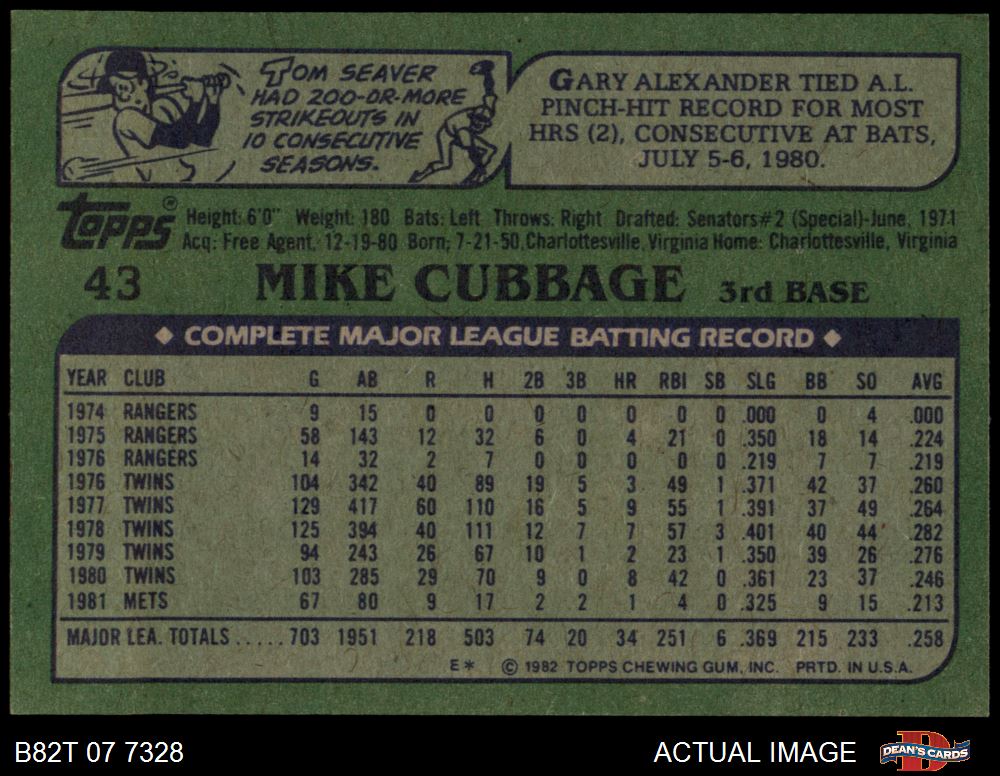 TOM SEAVER
HAD 200-OR-MORE
STRIKEOUTS IN
10 CONSECUTIVE
SEASONS.
GARY ALEXANDER TIED A.L.
PINCH-HIT RECORD FOR MOST
HRS (2), CONSECUTIVE AT BATS,
JULY 5-6, 1980.
TOPPS®
Height: 6'0" Weight: 180 Bats: Left Throws: Right Drafted: Senators #2 (Special)-June, 1971
Acq: Free Agent, 12-19-80 Born: 7-21-50, Charlottesville, Virginia Home: Charlottesville, Virginia
43 MIKE CUBBAGE 3rd BASE
◆ COMPLETE MAJOR LEAGUE BATTING RECORD ◆
YEAR CLUB G AB R H 2B 3B HR RBI SB SLG BB SO AVG
1974 RANGERS 9 15 0 0 0 0 0 0 0 .000 0 4 .000
1975 RANGERS 58 143 12 32 6 0 4 21 0 .350 18 14 .224
1976 RANGERS 14 32 2 7 0 0 0 0 0 .219 7 7 .219
1976 TWINS 104 342 40 89 19 5 3 49 1 .371 42 37 .260
1977 TWINS 129 417 60 110 16 5 9 55 1 .391 37 49 .264
1978 TWINS 125 394 40 111 12 7 7 57 3 .401 40 44 .282
1979 TWINS 94 243 26 67 10 1 2 23 1 .350 39 26 .276
1980 TWINS 103 285 29 70 9 0 8 42 0 .361 23 37 .246
1981 METS 67 80 9 17 2 2 1 4 0 .325 9 15 .213
MAJOR LEA. TOTALS ..... 703 1951 218 503 74 20 34 251 6 .369 215 233 .258
E* © 1982 TOPPS CHEWING GUM, INC. PRTD. IN U.S.A.
B82T 07 7328 ACTUAL IMAGE D DEAN'S CARDS